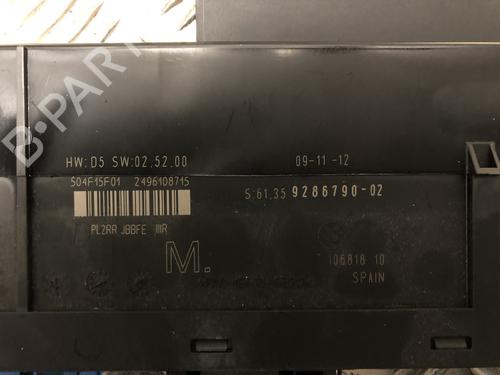 B-PARTS
HW:D5 SW:02,52,00
09-11-12
S04F15F01 2496108715
S:61.35 9286790-02
PL2RR JBBFE IIIR
M.
106818 10
SPAIN